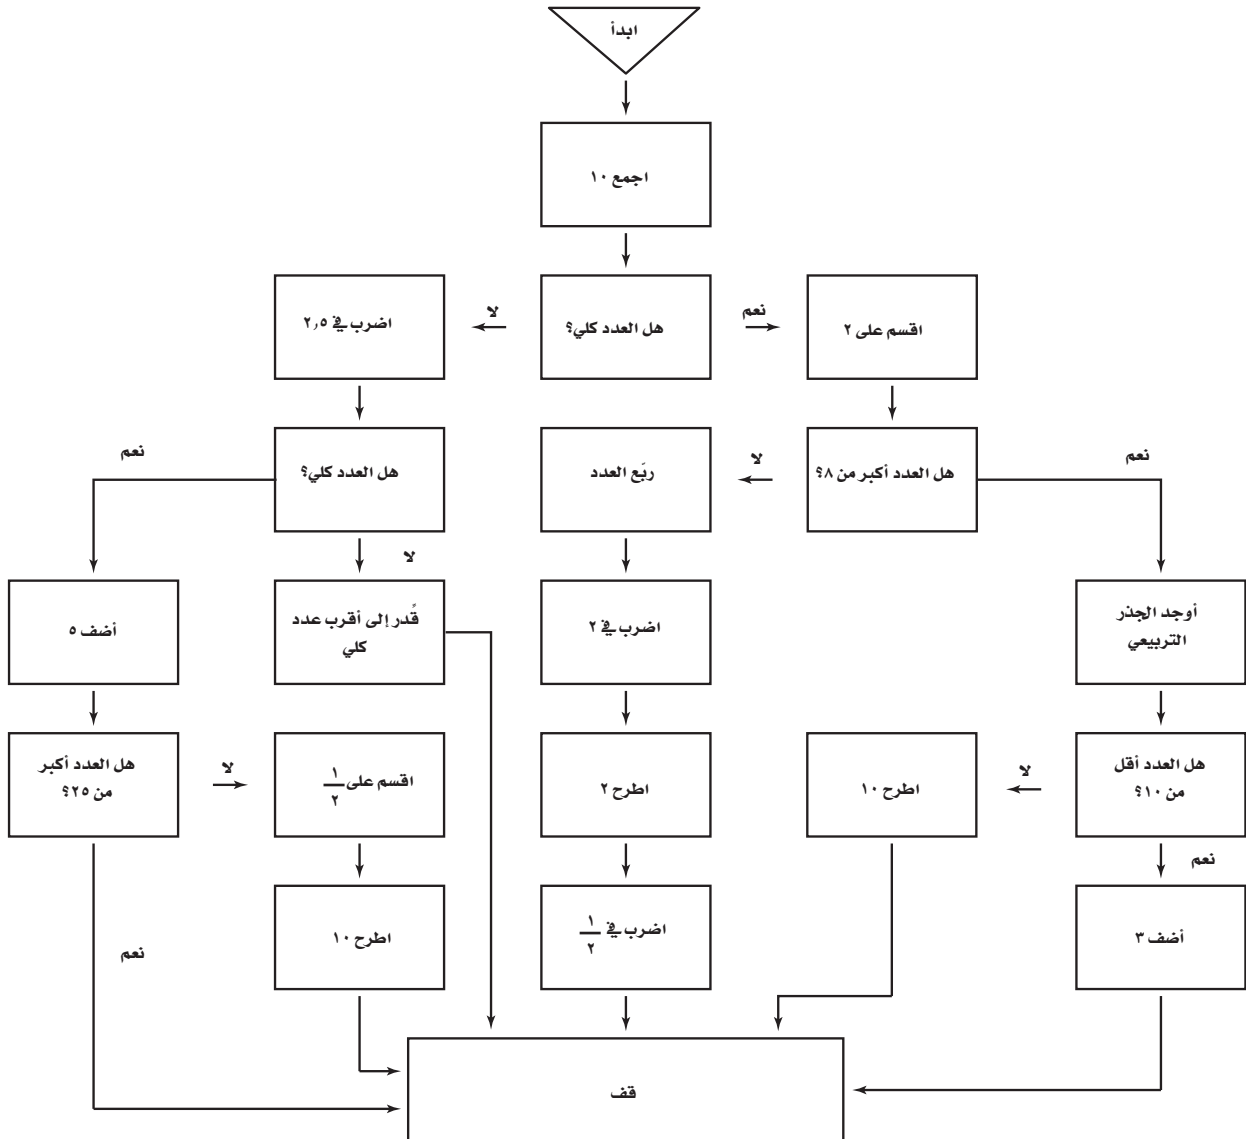 ابدأ
اجمع ١٠
هل العدد كلي؟
نعم
لا
اقسم على ٢
اضرب في ٢٫٥
هل العدد أكبر من ٨؟
نعم
لا
ربّع العدد
هل العدد كلي؟
نعم
لا
أوجد الجذر
التربيعي
اضرب في ٢
قُدر إلى أقرب عدد
كلي
أضف ٥
هل العدد أقل
من ١٠؟
لا
نعم
اطرح ١٠
اطرح ٢
اقسم على ١/٢
لا
هل العدد أكبر
من ٢٥؟
نعم
أضف ٣
اضرب في ١/٢
اطرح ١٠
قف